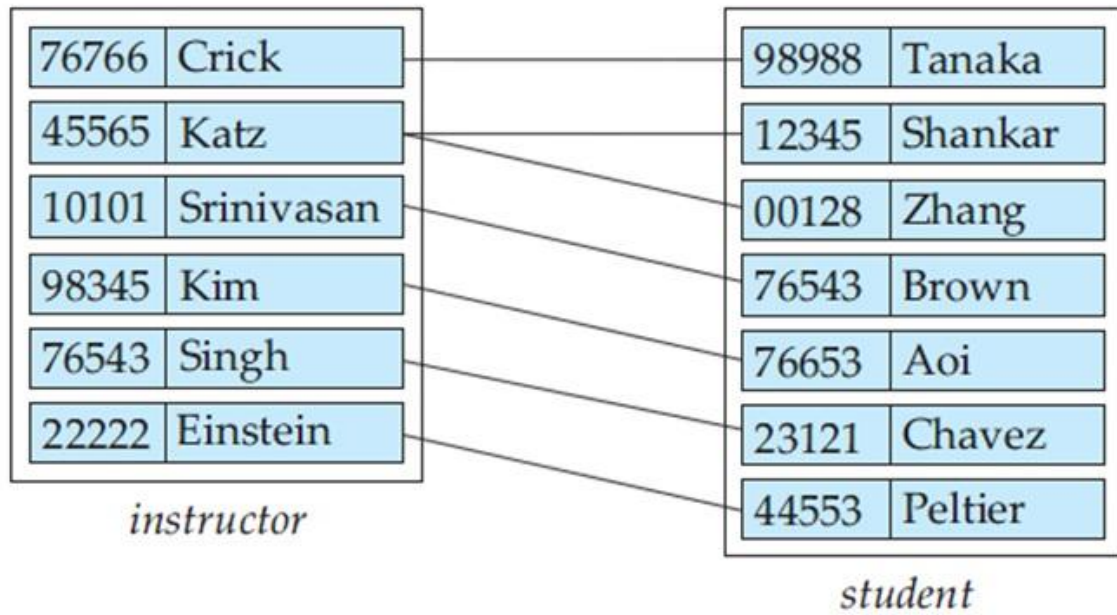 76766 Crick
45565 Katz
10101 Srinivasan
98345 Kim
76543 Singh
22222 Einstein
instructor
98988 Tanaka
12345 Shankar
00128 Zhang
76543 Brown
76653 Aoi
23121 Chavez
44553 Peltier
student